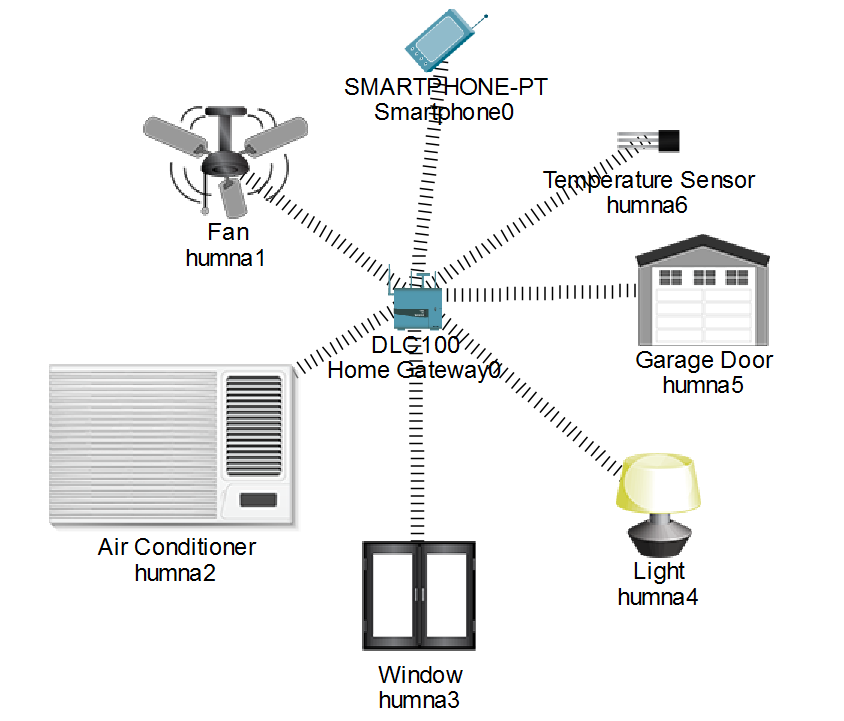 SMARTPHONE-PT
Smartphone0
Temperature Sensor
humna6
Fan
humna1
DLC100
Home Gateway0
Garage Door
humna5
Air Conditioner
humna2
Light
humna4
Window
humna3